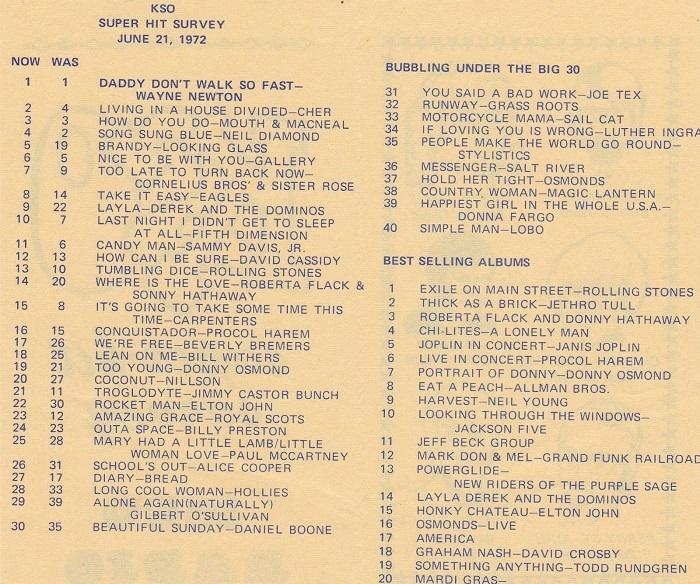 KSO
SUPER HIT SURVEY
JUNE 21, 1972
NOW WAS
1 1 DADDY DON'T WALK SO FAST—
WAYNE NEWTON
2 4 LIVING IN A HOUSE DIVIDED—CHER
3 3 HOW DO YOU DO—MOUTH & MACNEAL
4 2 SONG SUNG BLUE—NEIL DIAMOND
5 19 BRANDY—LOOKING GLASS
6 5 NICE TO BE WITH YOU—GALLERY
7 9 TOO LATE TO TURN BACK NOW—
CORNELIUS BROS' & SISTER ROSE
8 14 TAKE IT EASY—EAGLES
9 22 LAYLA—DEREK AND THE DOMINOS
10 7 LAST NIGHT I DIDN'T GET TO SLEEP
AT ALL—FIFTH DIMENSION
11 6 CANDY MAN—SAMMY DAVIS, JR.
12 13 HOW CAN I BE SURE—DAVID CASSIDY
13 10 TUMBLING DICE—ROLLING STONES
14 20 WHERE IS THE LOVE—ROBERTA FLACK &
SONNY HATHAWAY
15 8 IT'S GOING TO TAKE SOME TIME THIS
TIME—CARPENTERS
16 15 CONQUISTADOR—PROCOL HAREM
17 26 WE'RE FREE—BEVERLY BREMERS
18 25 LEAN ON ME—BILL WITHERS
19 21 TOO YOUNG—DONNY OSMOND
20 27 COCONUT—NILLSON
21 11 TROGLODYTE—JIMMY CASTOR BUNCH
22 30 ROCKET MAN—ELTON JOHN
23 12 AMAZING GRACE—ROYAL SCOTS
24 23 OUTA SPACE—BILLY PRESTON
25 28 MARY HAD A LITTLE LAMB/LITTLE
WOMAN LOVE—PAUL MCCARTNEY
26 31 SCHOOL'S OUT—ALICE COOPER
27 17 DIARY—BREAD
28 33 LONG COOL WOMAN—HOLLIES
29 39 ALONE AGAIN(NATURALLY)
GILBERT O'SULLIVAN
30 35 BEAUTIFUL SUNDAY—DANIEL BOONE
BUBBLING UNDER THE BIG 30
31 YOU SAID A BAD WORK—JOE TEX
32 RUNWAY—GRASS ROOTS
33 MOTORCYCLE MAMA—SAIL CAT
34 IF LOVING YOU IS WRONG—LUTHER INGRA
35 PEOPLE MAKE THE WORLD GO ROUND—
STYLISTICS
36 MESSENGER—SALT RIVER
37 HOLD HER TIGHT—OSMONDS
38 COUNTRY WOMAN—MAGIC LANTERN
39 HAPPIEST GIRL IN THE WHOLE U.S.A.—
DONNA FARGO
40 SIMPLE MAN—LOBO
BEST SELLING ALBUMS
1 EXILE ON MAIN STREET—ROLLING STONES
2 THICK AS A BRICK—JETHRO TULL
3 ROBERTA FLACK AND DONNY HATHAWAY
4 CHI-LITES—A LONELY MAN
5 JOPLIN IN CONCERT—JANIS JOPLIN
6 LIVE IN CONCERT—PROCOL HAREM
7 PORTRAIT OF DONNY—DONNY OSMOND
8 EAT A PEACH—ALLMAN BROS.
9 HARVEST—NEIL YOUNG
10 LOOKING THROUGH THE WINDOWS—
JACKSON FIVE
11 JEFF BECK GROUP
12 MARK DON & MEL—GRAND FUNK RAILROAD
13 POWERGLIDE—
NEW RIDERS OF THE PURPLE SAGE
14 LAYLA DEREK AND THE DOMINOS
15 HONKY CHATEAU—ELTON JOHN
16 OSMONDS—LIVE
17 AMERICA
18 GRAHAM NASH—DAVID CROSBY
19 SOMETHING ANYTHING—TODD RUNDGREN
20 MARDI GRAS—